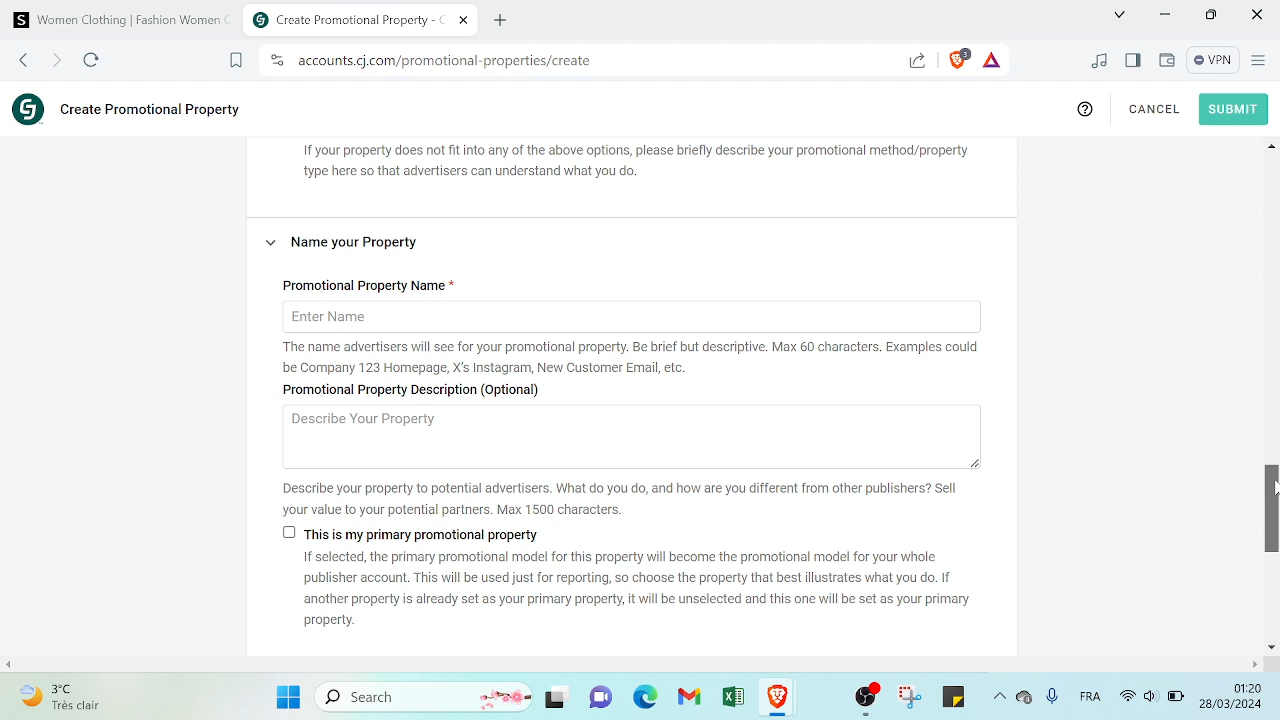 Women Clothing | Fashion Women C
Create Promotional Property - C
accounts.cj.com/promotional-properties/create
3
VPN
Create Promotional Property
CANCEL
SUBMIT
If your property does not fit into any of the above options, please briefly describe your promotional method/property
type here so that advertisers can understand what you do.
Name your Property
Promotional Property Name *
Enter Name
The name advertisers will see for your promotional property. Be brief but descriptive. Max 60 characters. Examples could
be Company 123 Homepage, X's Instagram, New Customer Email, etc.
Promotional Property Description (Optional)
Describe Your Property
Describe your property to potential advertisers. What do you do, and how are you different from other publishers? Sell
your value to your potential partners. Max 1500 characters.
This is my primary promotional property
If selected, the primary promotional model for this property will become the promotional model for your whole
publisher account. This will be used just for reporting, so choose the property that best illustrates what you do. If
another property is already set as your primary property, it will be unselected and this one will be set as your primary
property.
3°C
Très clair
Search
FRA
01:20
28/03/2024